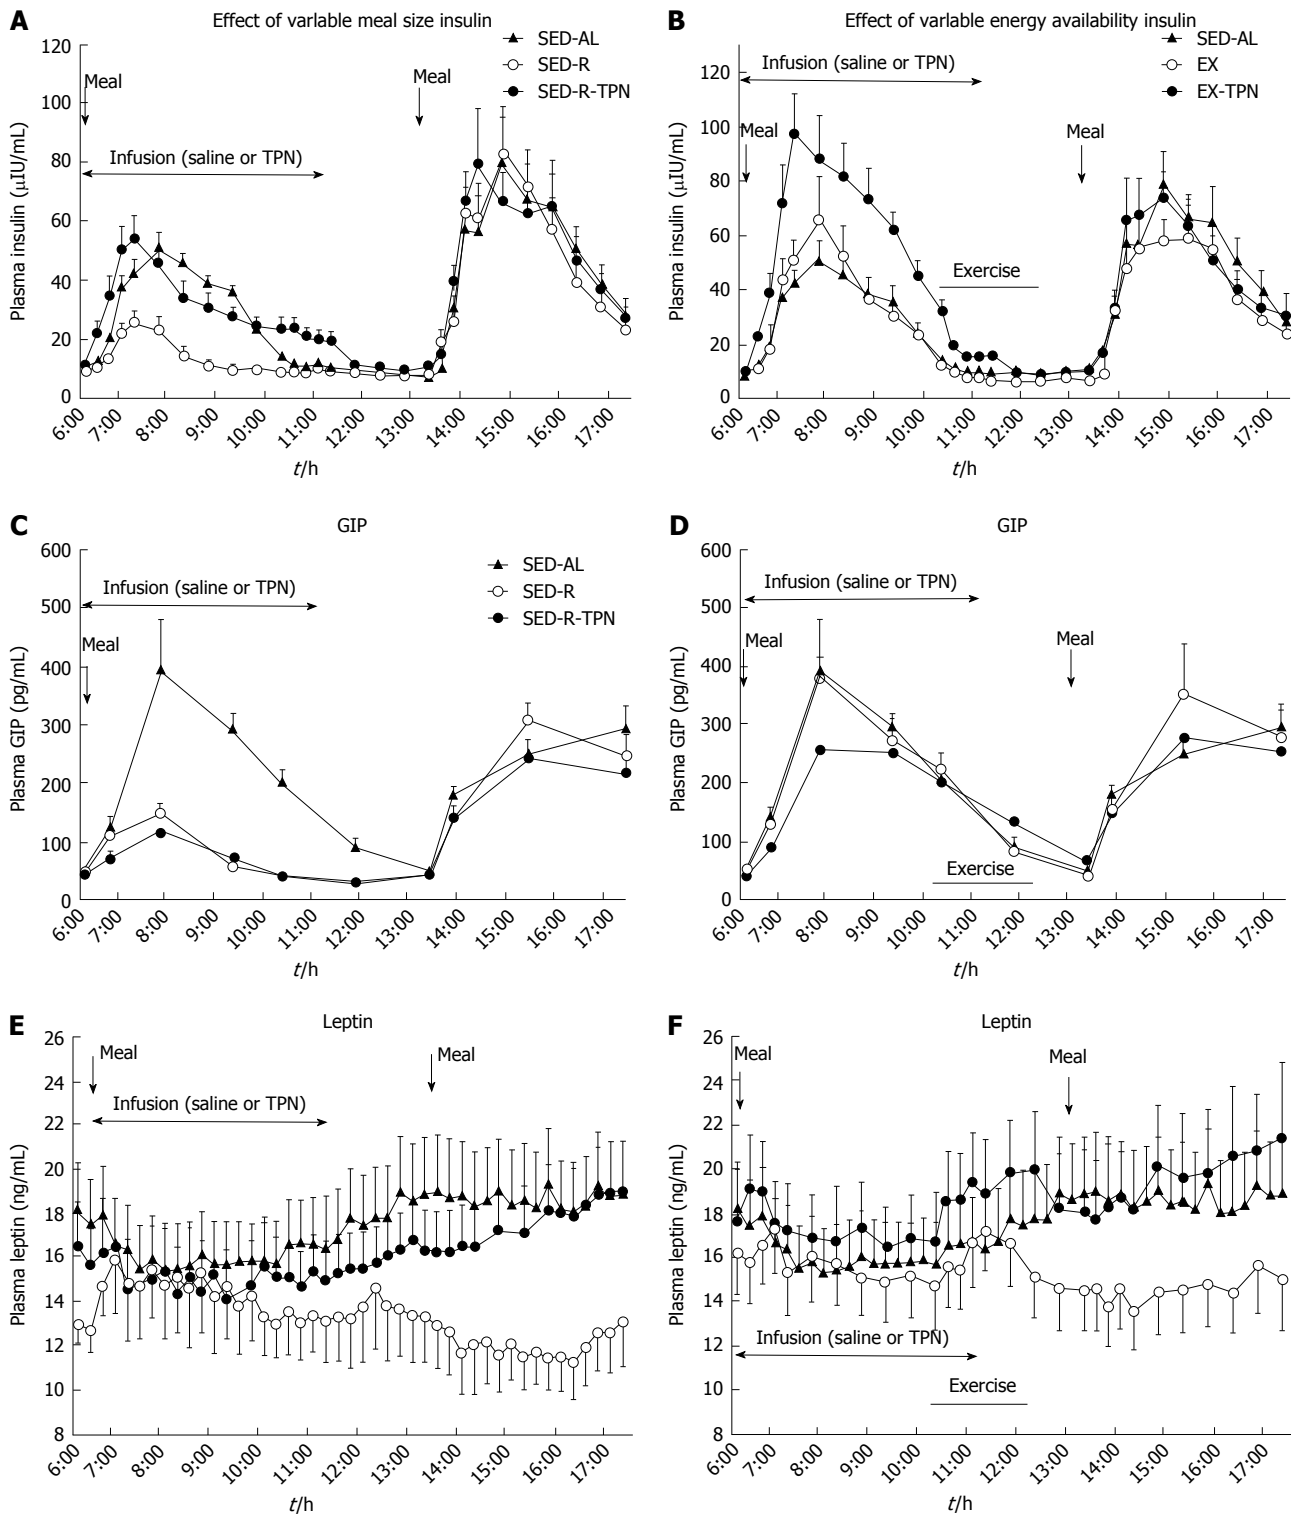 A
Effect of variable meal size insulin
SED-AL
SED-R
SED-R-TPN
Meal
Meal
Infusion (saline or TPN)
Plasma insulin (μIU/mL)
120
100
80
60
40
20
0
6:00 7:00 8:00 9:00 10:00 11:00 12:00 13:00 14:00 15:00 16:00 17:00
t/h
B
Effect of variable energy availability insulin
SED-AL
EX
EX-TPN
Infusion (saline or TPN)
Meal
Meal
Exercise
Plasma insulin (μIU/mL)
120
100
80
60
40
20
0
6:00 7:00 8:00 9:00 10:00 11:00 12:00 13:00 14:00 15:00 16:00 17:00
t/h
C
GIP
SED-AL
SED-R
SED-R-TPN
Infusion (saline or TPN)
Meal
Plasma GIP (pg/mL)
600
500
400
300
200
100
0
6:00 7:00 8:00 9:00 10:00 11:00 12:00 13:00 14:00 15:00 16:00 17:00
t/h
D
GIP
Infusion (saline or TPN)
Meal
Meal
Exercise
Plasma GIP (pg/mL)
600
500
400
300
200
100
0
6:00 7:00 8:00 9:00 10:00 11:00 12:00 13:00 14:00 15:00 16:00 17:00
t/h
E
Leptin
Meal
Meal
Infusion (saline or TPN)
Plasma leptin (ng/mL)
26
24
22
20
18
16
14
12
10
8
6:00 7:00 8:00 9:00 10:00 11:00 12:00 13:00 14:00 15:00 16:00 17:00
t/h
F
Leptin
Meal
Meal
Infusion (saline or TPN)
Exercise
Plasma leptin (ng/mL)
26
24
22
20
18
16
14
12
10
8
6:00 7:00 8:00 9:00 10:00 11:00 12:00 13:00 14:00 15:00 16:00 17:00
t/h